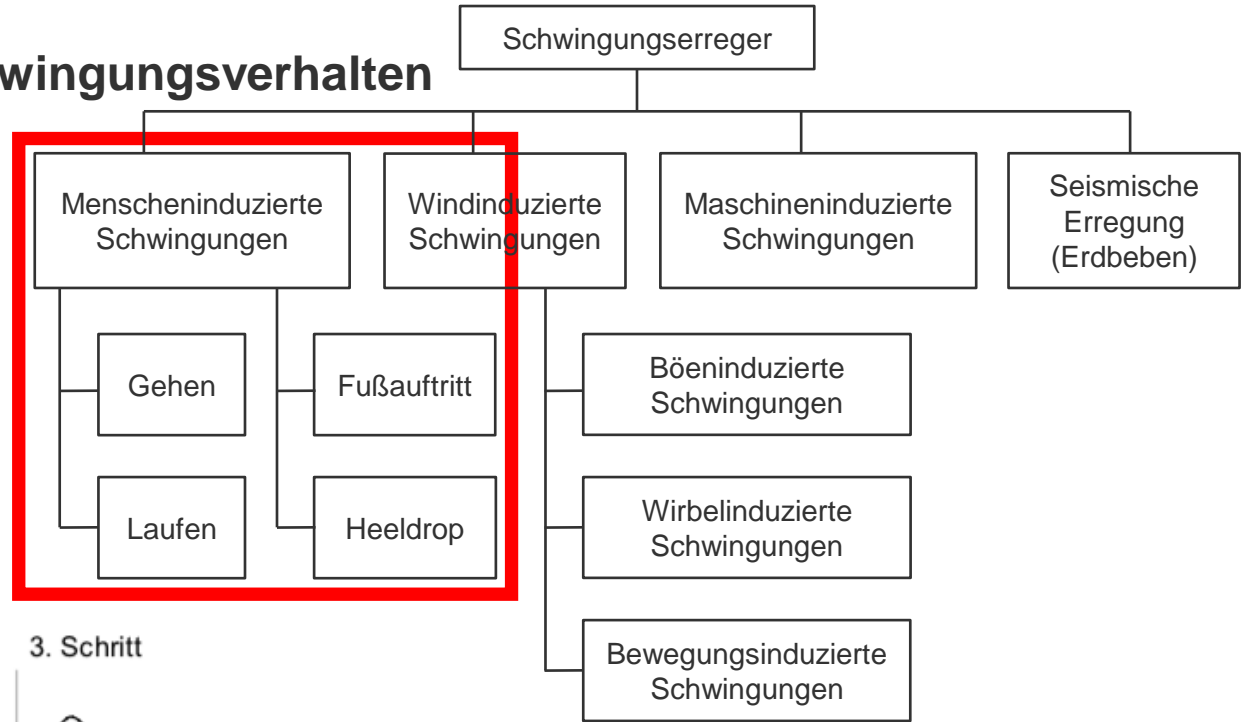 Schwingungserreger
wingungsverhalten
Menscheninduzierte
Schwingungen
Windinduzierte
Schwingungen
Maschineninduzierte
Schwingungen
Seismische
Erregung
(Erdbeben)
Gehen
Fußauftritt
Böeninduzierte
Schwingungen
Laufen
Heeldrop
Wirbelinduzierte
Schwingungen
3. Schritt
Bewegungsinduzierte
Schwingungen